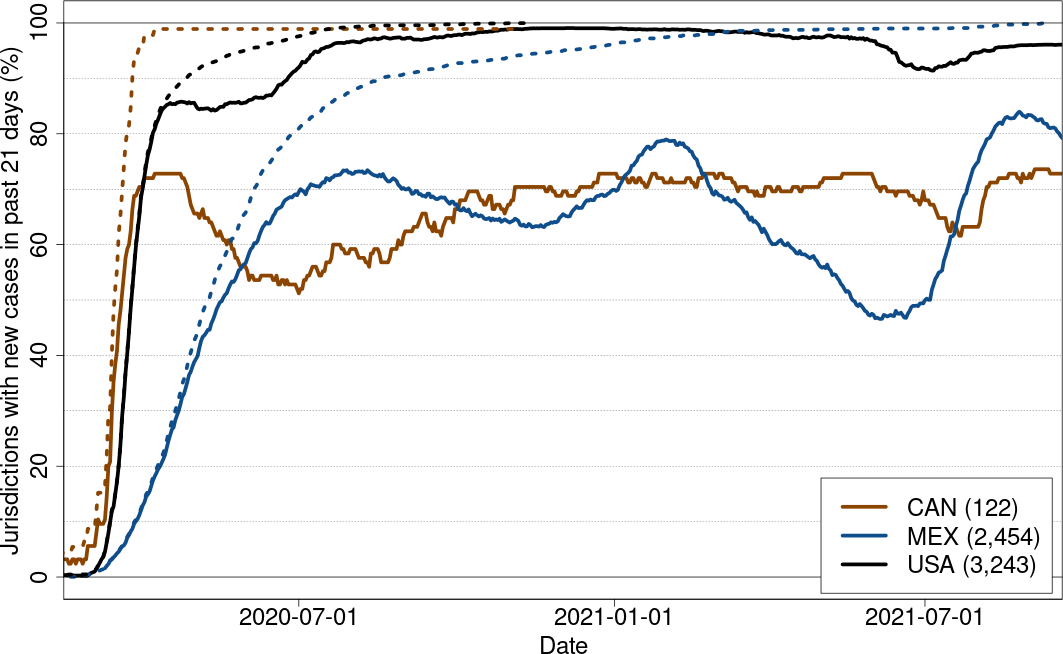 Jurisdictions with new cases in past 21 days (%)
100
80
60
40
20
0
CAN (122)
MEX (2,454)
USA (3,243)
2020-07-01 2021-01-01 2021-07-01
Date